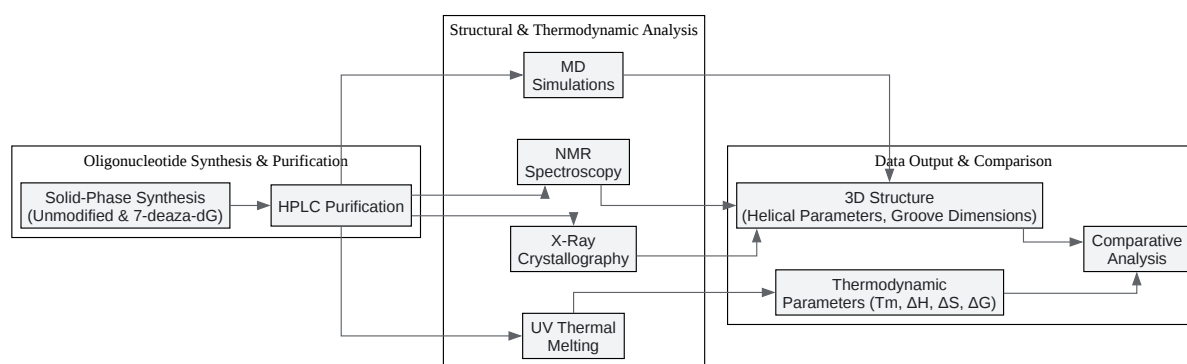 Structural & Thermodynamic Analysis
MD
Simulations
Oligonucleotide Synthesis & Purification
NMR
Spectroscopy
Data Output & Comparison
Solid-Phase Synthesis
(Unmodified & 7-deaza-dG)
HPLC Purification
3D Structure
(Helical Parameters, Groove Dimensions)
X-Ray
Crystallography
Comparative
Analysis
Thermodynamic
Parameters (Tm, ΔH, ΔS, ΔG)
UV Thermal
Melting